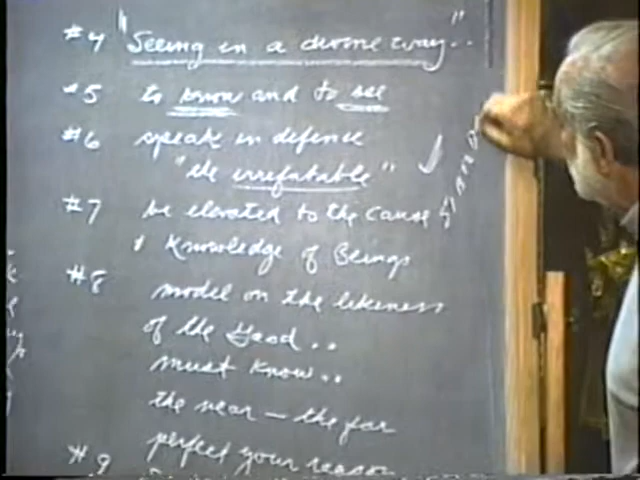 #4 "Seeing in a divine way"..
#5 to know and to see
#6 speak in defence
"the irrefutable"
#7 be elevated to the cause &
Knowledge of Beings
#8 model on the likeness
of the Good..
must know..
the near — the far
#9 perfect your reason